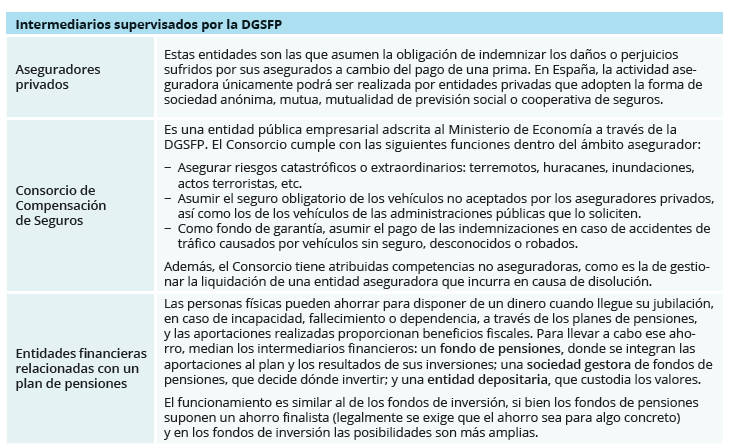 Intermediarios supervisados por la DGSFP
Aseguradores
privados
Estas entidades son las que asumen la obligación de indemnizar los daños o perjuicios
sufridos por sus asegurados a cambio del pago de una prima. En España, la actividad ase-
guradora únicamente podrá ser realizada por entidades privadas que adopten la forma de
sociedad anónima, mutua, mutualidad de previsión social o cooperativa de seguros.
Consorcio de
Compensación
de Seguros
Es una entidad pública empresarial adscrita al Ministerio de Economía a través de la
DGSFP. El Consorcio cumple con las siguientes funciones dentro del ámbito asegurador:
− Asegurar riesgos catastróficos o extraordinarios: terremotos, huracanes, inundaciones,
actos terroristas, etc.
− Asumir el seguro obligatorio de los vehículos no aceptados por los aseguradores privados,
así como los de los vehículos de las administraciones públicas que lo soliciten.
− Como fondo de garantía, asumir el pago de las indemnizaciones en caso de accidentes de
tráfico causados por vehículos sin seguro, desconocidos o robados.
Además, el Consorcio tiene atribuidas competencias no aseguradoras, como es la de gestio-
nar la liquidación de una entidad aseguradora que incurra en causa de disolución.
Entidades financieras
relacionadas con un
plan de pensiones
Las personas físicas pueden ahorrar para disponer de un dinero cuando llegue su jubilación,
en caso de incapacidad, fallecimiento o dependencia, a través de los planes de pensiones,
y las aportaciones realizadas proporcionan beneficios fiscales. Para llevar a cabo ese aho-
rro, median los intermediarios financieros: un fondo de pensiones, donde se integran las
aportaciones al plan y los resultados de sus inversiones; una sociedad gestora de fondos de
pensiones, que decide dónde invertir; y una entidad depositaria, que custodia los valores.
El funcionamiento es similar al de los fondos de inversión, si bien los fondos de pensiones
suponen un ahorro finalista (legalmente se exige que el ahorro sea para algo concreto)
y en los fondos de inversión las posibilidades son más amplias.